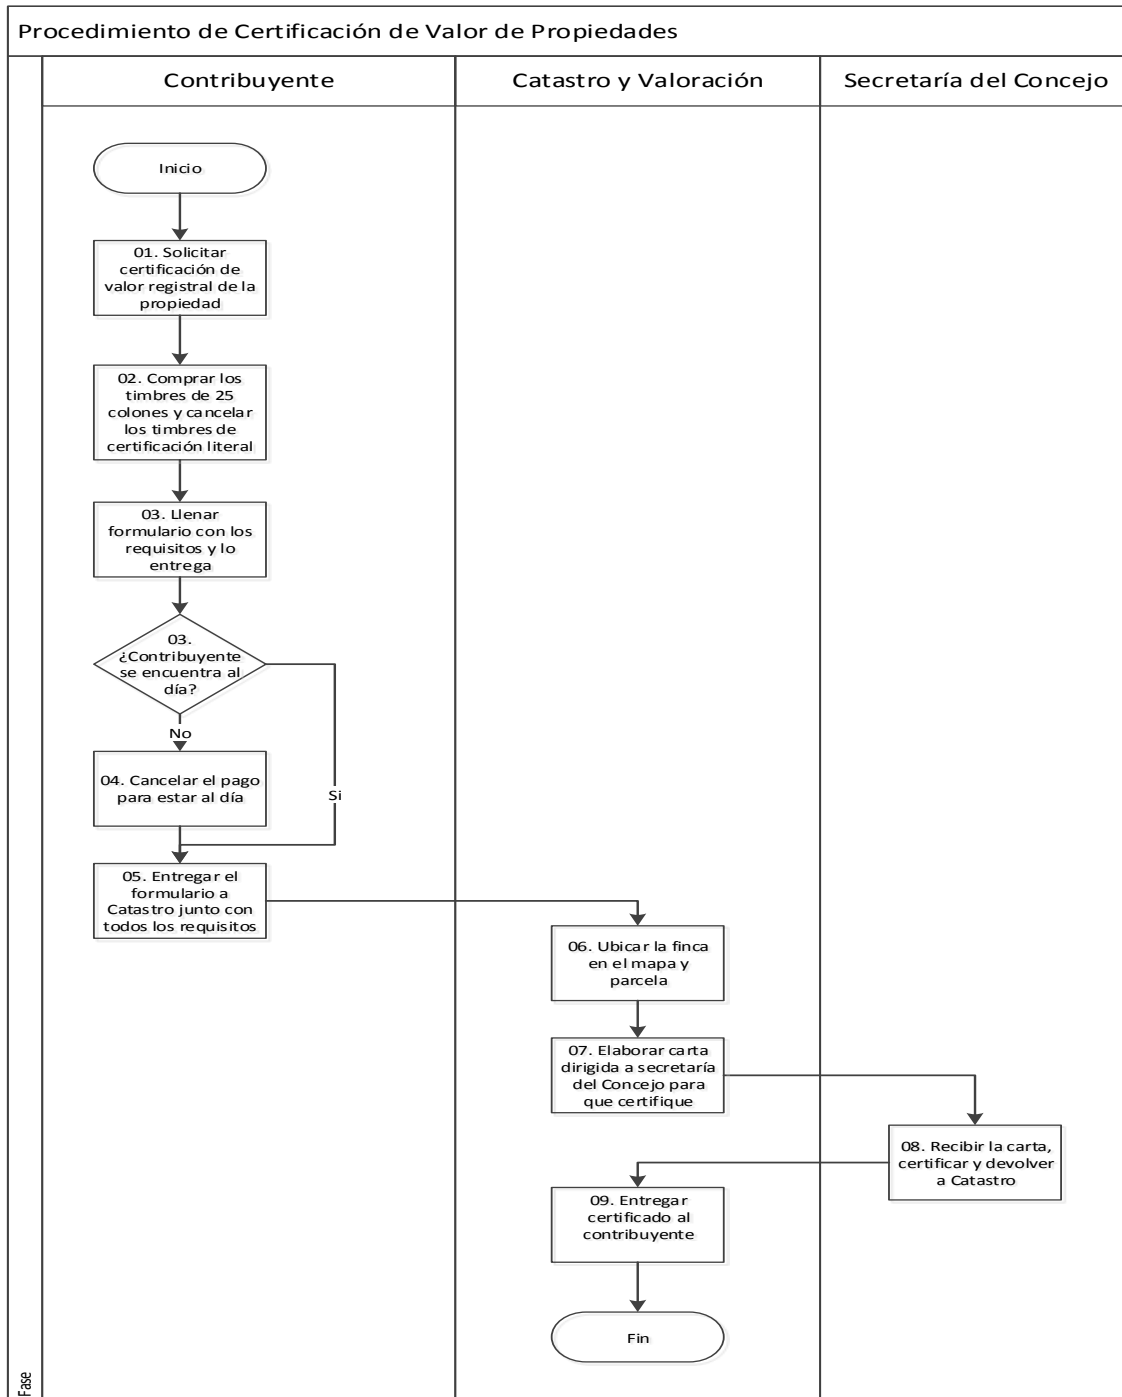 Procedimiento de Certificación de Valor de Propiedades
Contribuyente
Catastro y Valoración
Secretaría del Concejo
Inicio
01. Solicitar
certificación de
valor registral de la
propiedad
02. Comprar los
timbres de 25
colones y cancelar
los timbres de
certificación literal
03. Llenar
formulario con los
requisitos y lo
entrega
03.
¿Contribuyente
se encuentra al
día?
No
04. Cancelar el pago
para estar al día
Si
05. Entregar el
formulario a
Catastro junto con
todos los requisitos
06. Ubicar la finca
en el mapa y
parcela
07. Elaborar carta
dirigida a secretaría
del Concejo para
que certifique
08. Recibir la carta,
certificar y devolver
a Catastro
09. Entregar
certificado al
contribuyente
Fin
Fase